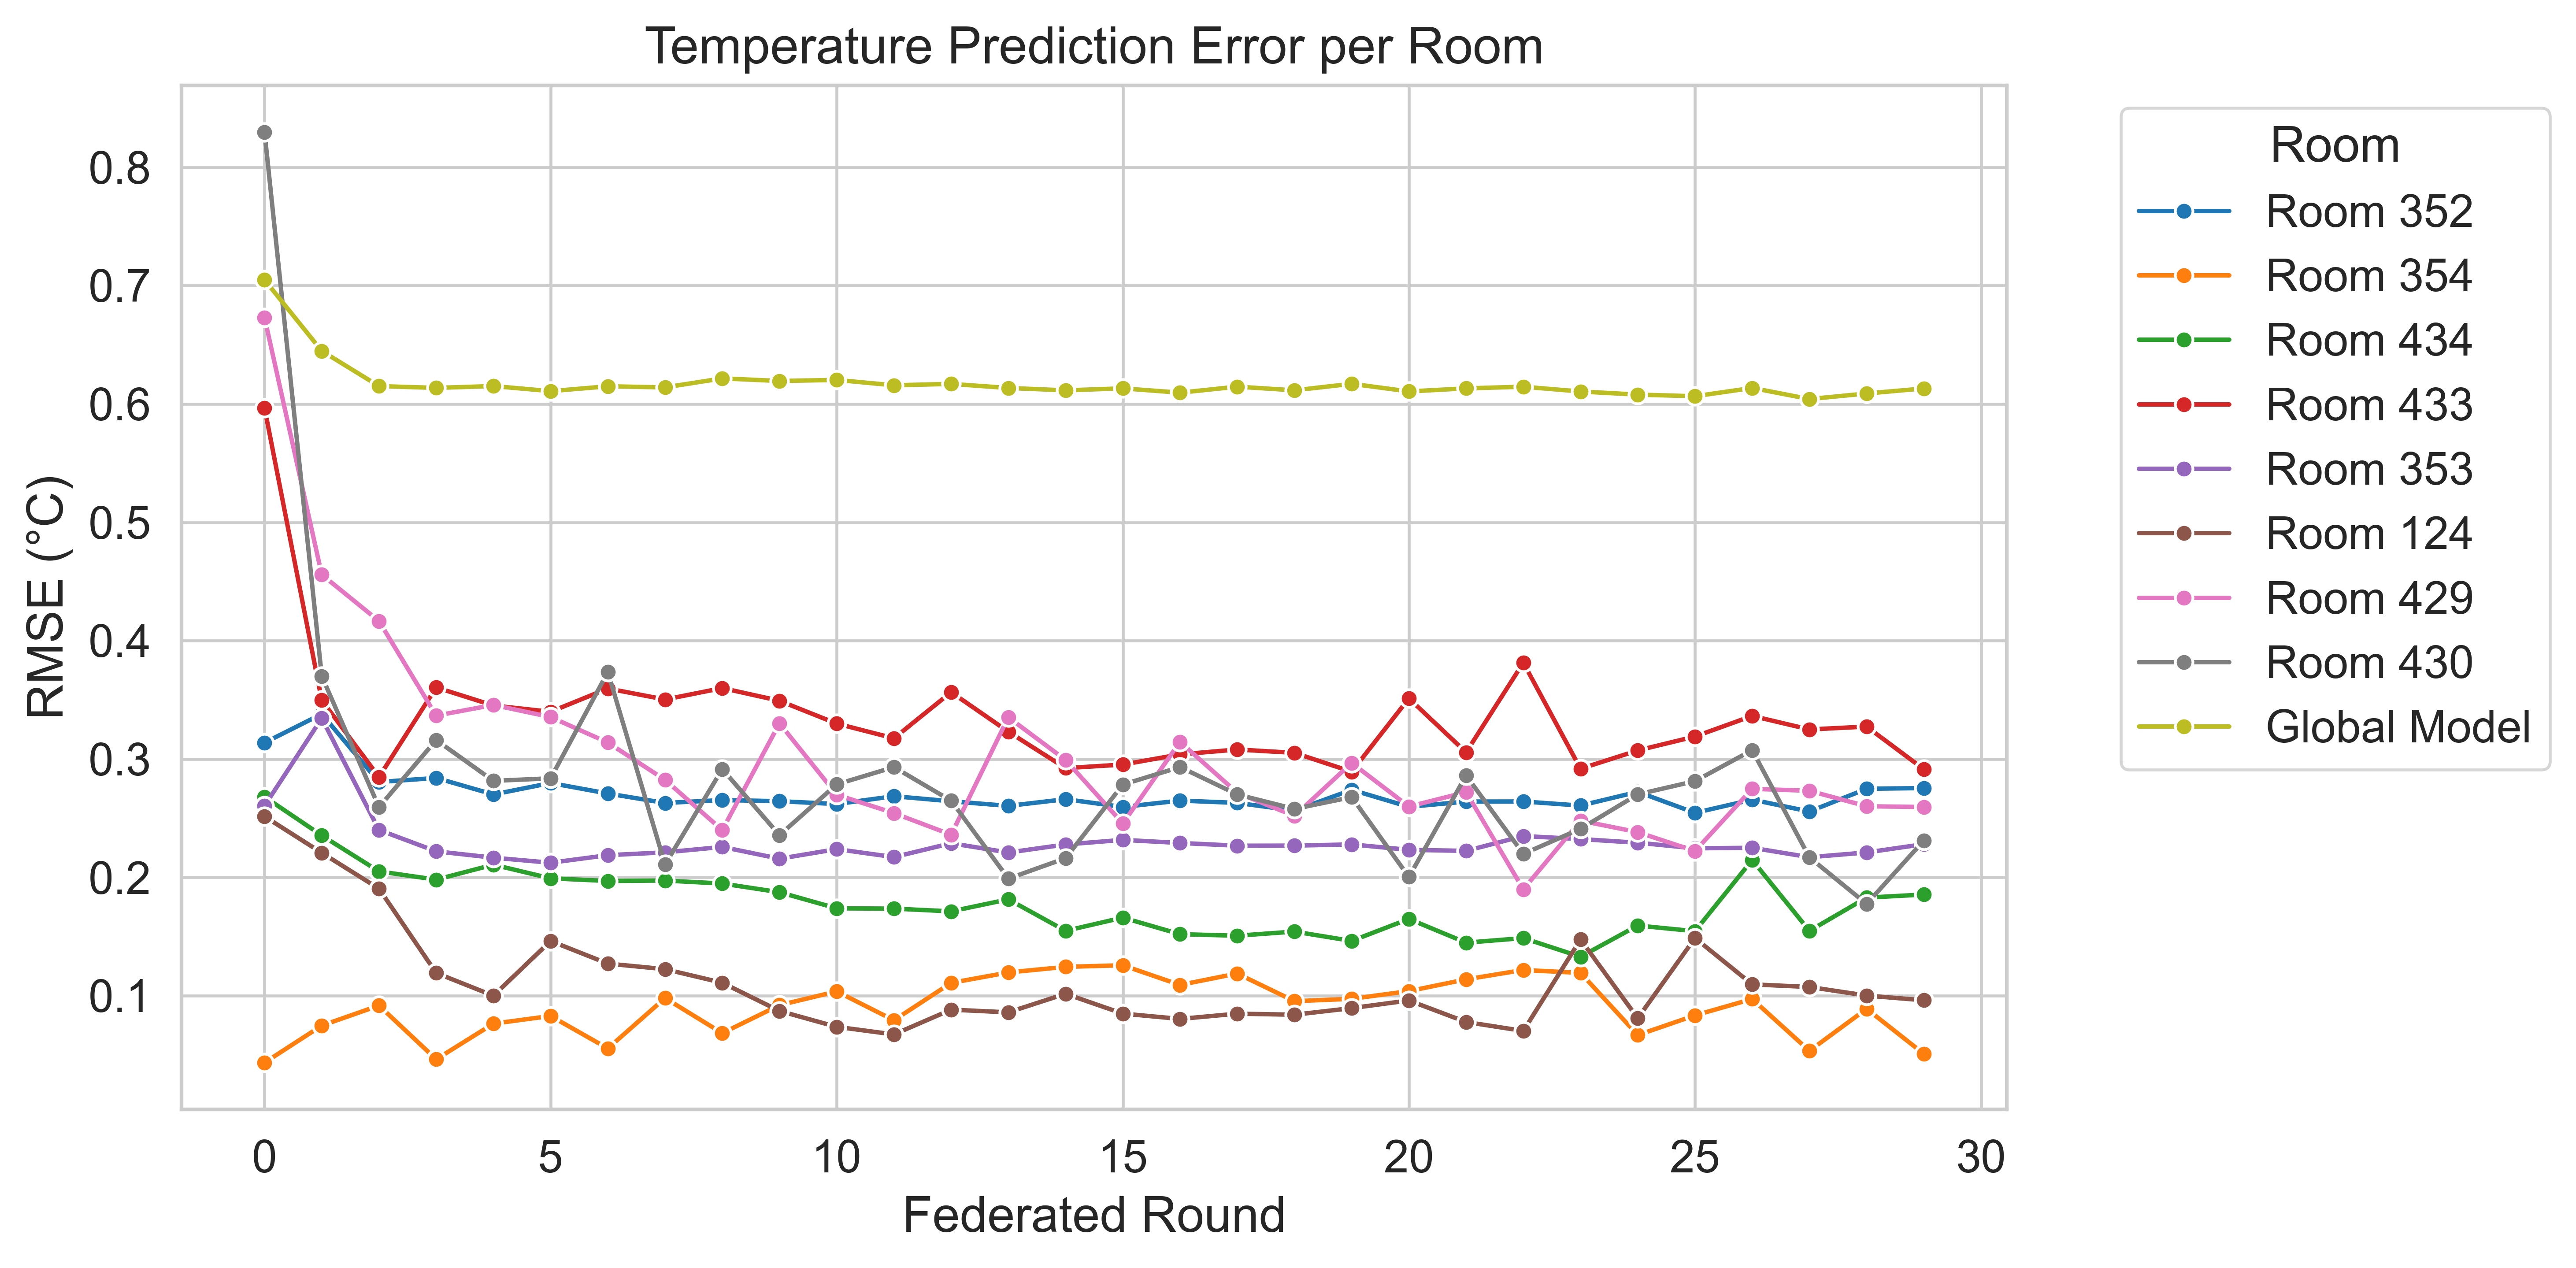 Temperature Prediction Error per Room
RMSE (°C)
0.8
0.7
0.6
0.5
0.4
0.3
0.2
0.1
0 5 10 15 20 25 30
Federated Round
Room
Room 352
Room 354
Room 434
Room 433
Room 353
Room 124
Room 429
Room 430
Global Model